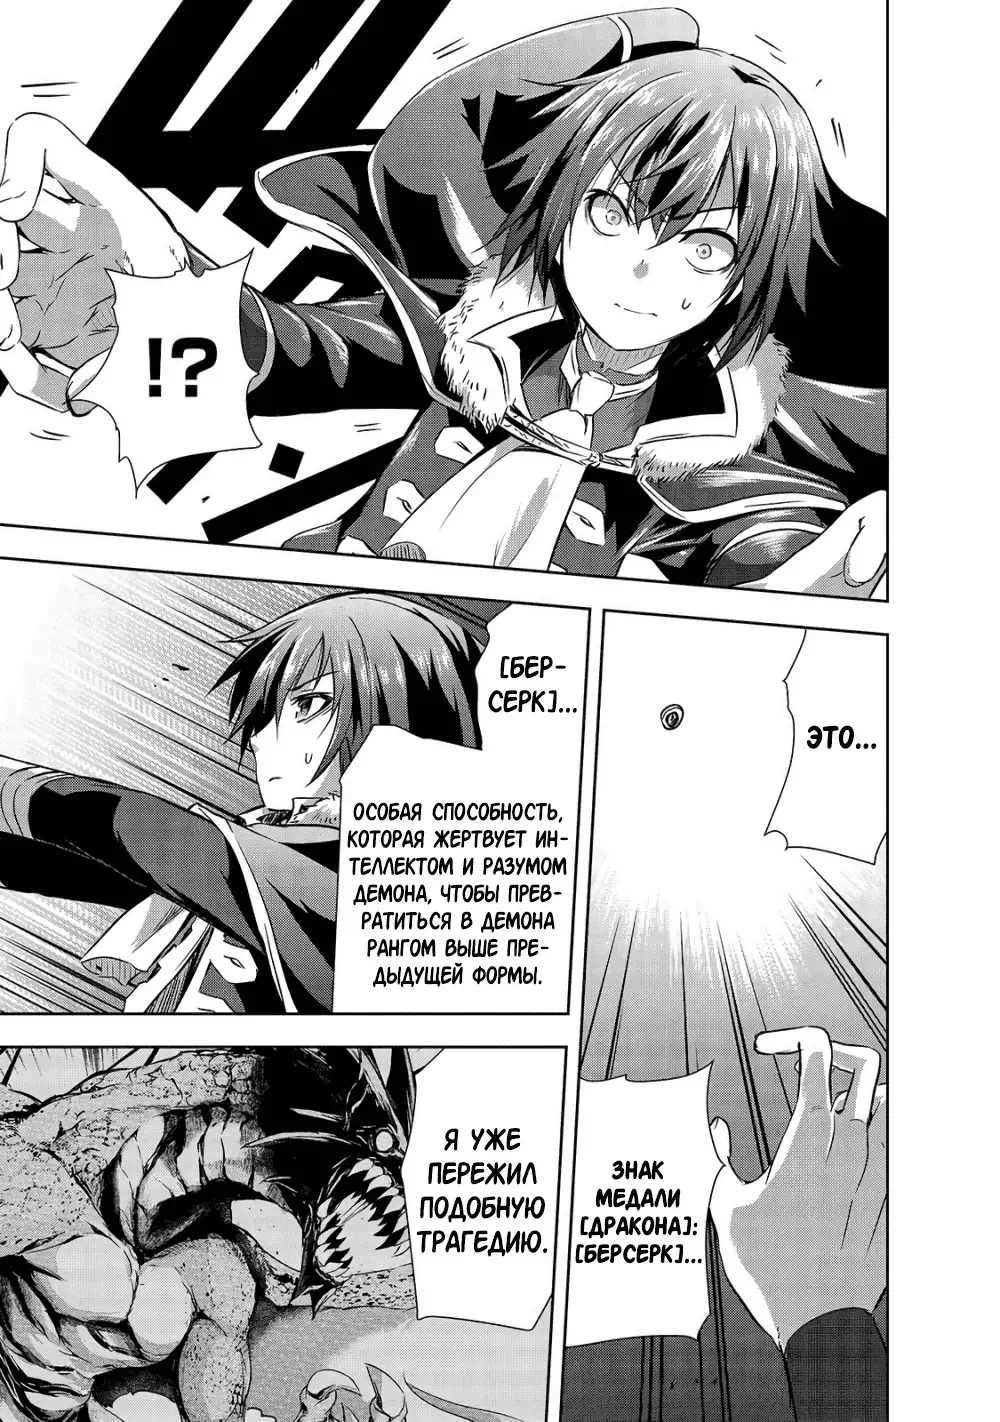 !?
ЭТО...
ЗНАК
МЕДАЛИ
[ДРАКОНА]:
[БЕРСЕРК]...
[БЕР-
СЕРК]...
ОСОБАЯ СПОСОБНОСТЬ,
КОТОРАЯ ЖЕРТВУЕТ ИН-
ТЕЛЛЕКТОМ И РАЗУМОМ
ДЕМОНА, ЧТОБЫ ПРЕВ-
РАТИТЬСЯ В ДЕМОНА
РАНГОМ ВЫШЕ ПРЕ-
ДЫДУЩЕЙ ФОРМЫ.
Я УЖЕ
ПЕРЕЖИЛ
ПОДОБНУЮ
ТРАГЕДИЮ.